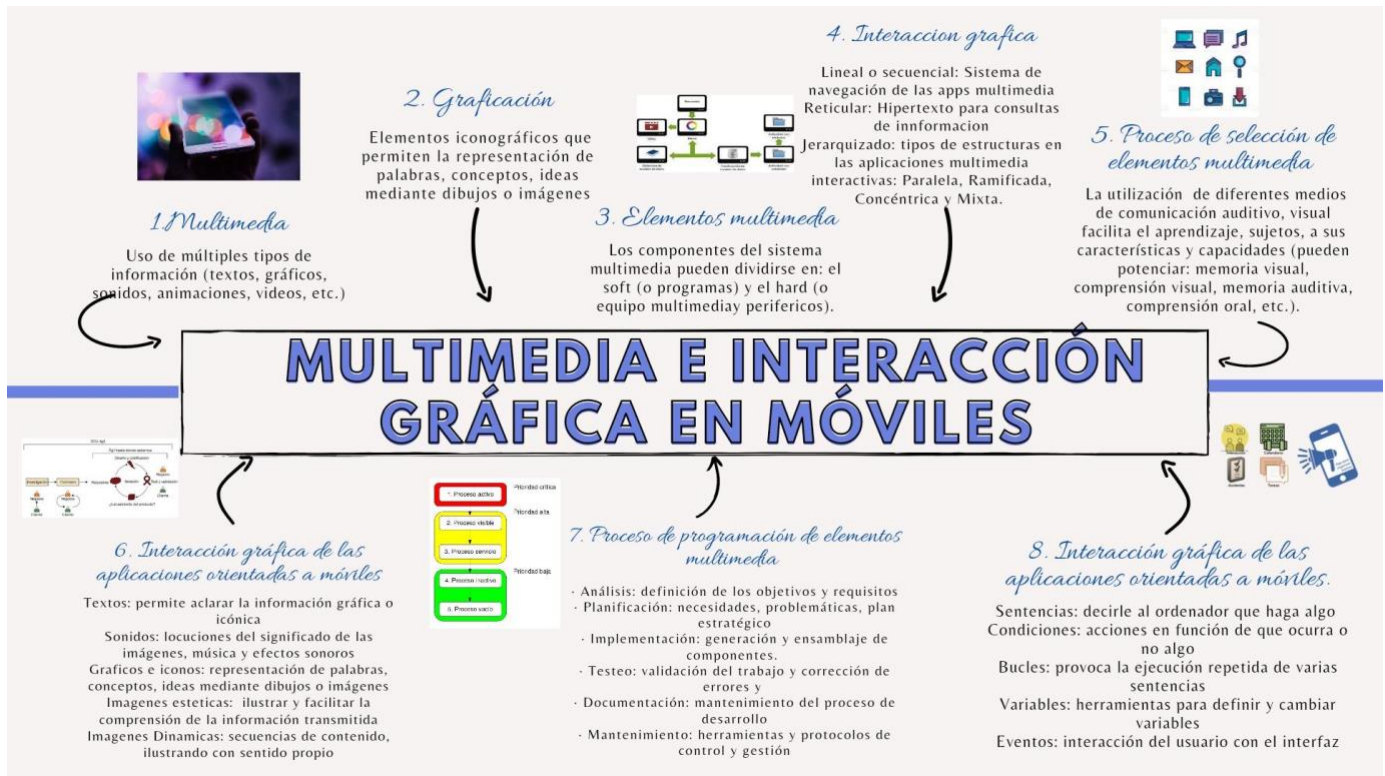 1.Multimedia
Uso de múltiples tipos de
información (textos, gráficos,
sonidos, animaciones, videos, etc.)
2. Graficación
Elementos iconográficos que
permiten la representación de
palabras, conceptos, ideas
mediante dibujos o imágenes
3. Elementos multimedia
Los componentes del sistema
multimedia pueden dividirse en: el
soft (o programas) y el hard (o
equipo multimediay perifericos).
4. Interaccion grafica
Lineal o secuencial: Sistema de
navegación de las apps multimedia
Reticular: Hipertexto para consultas
de innformacion
Jerarquizado: tipos de estructuras en
las aplicaciones multimedia
interactivas: Paralela, Ramificada,
Concéntrica y Mixta.
5. Proceso de selección de
elementos multimedia
La utilización de diferentes medios
de comunicación auditivo, visual
facilita el aprendizaje, sujetos, a sus
características y capacidades (pueden
potenciar: memoria visual,
comprensión visual, memoria auditiva,
comprensión oral, etc.).
MULTIMEDIA E INTERACCIÓN
GRÁFICA EN MÓVILES
6. Interacción gráfica de las
aplicaciones orientadas a móviles
Textos: permite aclarar la información gráfica o
icónica
Sonidos: locuciones del significado de las
imágenes, música y efectos sonoros
Graficos e iconos: representación de palabras,
conceptos, ideas mediante dibujos o imágenes
Imagenes esteticas: ilustrar y facilitar la
comprensión de la información transmitida
Imagenes Dinamicas: secuencias de contenido,
ilustrando con sentido propio
Prioridad crítica
1. Proceso activo
Prioridad alta
2. Proceso visible
3. Proceso servicio
Prioridad baja
4. Proceso inactivo
5. Proceso vacío
7. Proceso de programación de elementos
multimedia
· Análisis: definición de los objetivos y requisitos
· Planificación: necesidades, problemáticas, plan
estratégico
· Implementación: generación y ensamblaje de
componentes.
· Testeo: validación del trabajo y corrección de
errores y
· Documentación: mantenimiento del proceso de
desarrollo
· Mantenimiento: herramientas y protocolos de
control y gestión
8. Interacción gráfica de las
aplicaciones orientadas a móviles.
Sentencias: decirle al ordenador que haga algo
Condiciones: acciones en función de que ocurra o
no algo
Bucles: provoca la ejecución repetida de varias
sentencias
Variables: herramientas para definir y cambiar
variables
Eventos: interacción del usuario con el interfaz